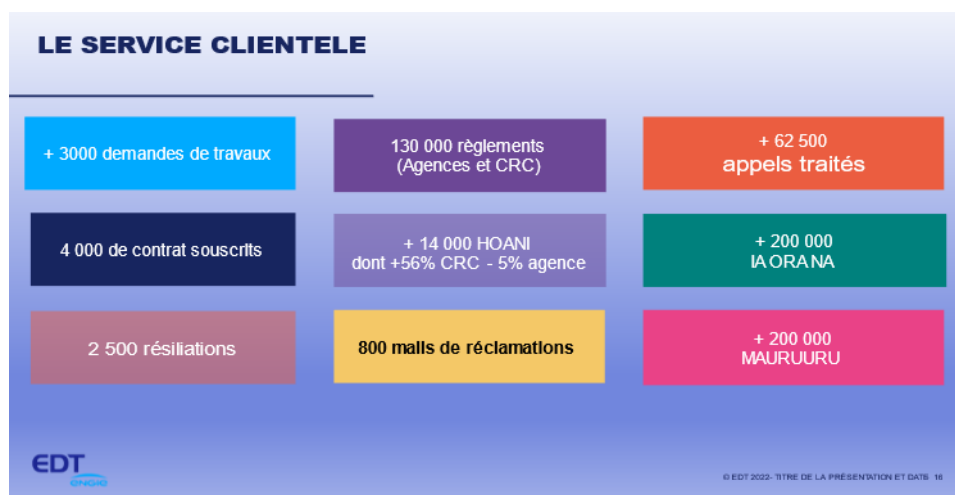 LE SERVICE CLIENTELE
+ 3000 demandes de travaux
130 000 règlements
(Agences et CRC)
+ 62 500
appels traités
4 000 de contrat souscrits
+ 14 000 HOANI
dont +56% CRC - 5% agence
+ 200 000
IA ORA NA
2 500 résiliations
800 mails de réclamations
+ 200 000
MAURUURU
EDT
ENGIE
© EDT 2022- TITRE DE LA PRÉSENTATION ET DATE 16